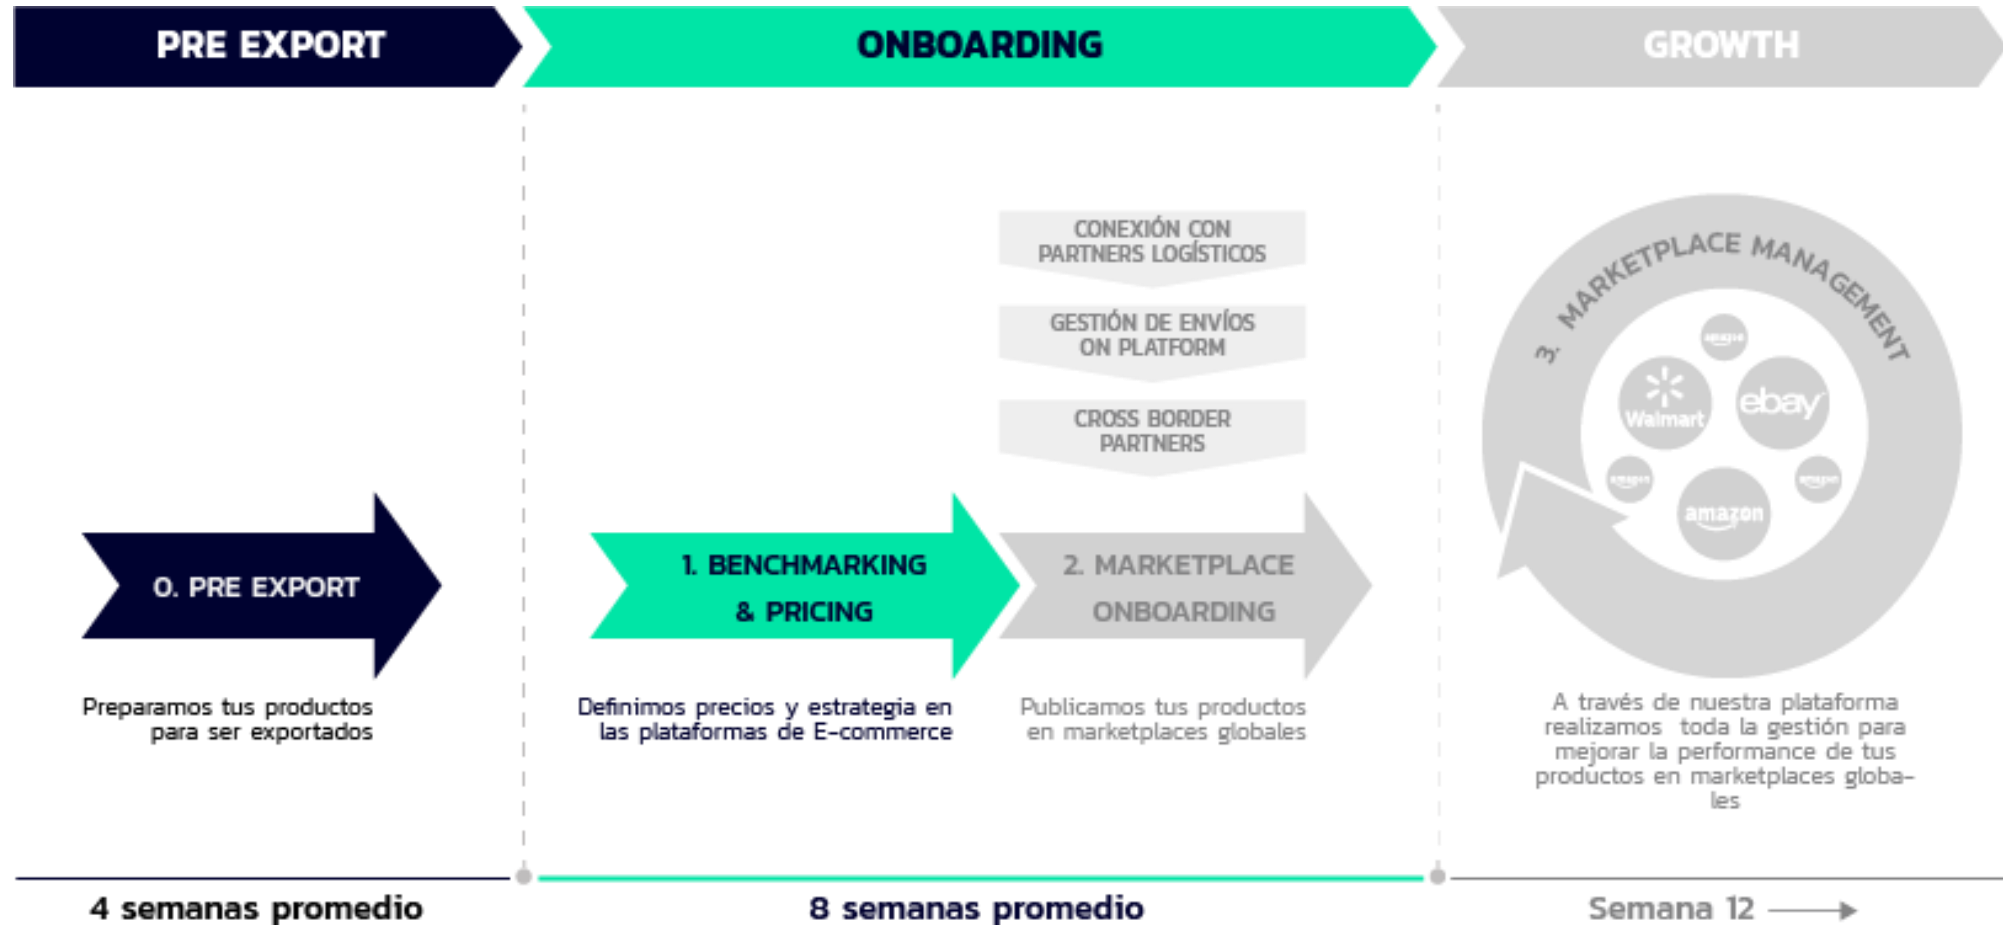 PRE EXPORT
ONBOARDING
GROWTH
CONEXIÓN CON
PARTNERS LOGÍSTICOS
GESTIÓN DE ENVÍOS
ON PLATFORM
CROSS BORDER
PARTNERS
0. PRE EXPORT
Preparamos tus productos
para ser exportados
1. BENCHMARKING
& PRICING
Definimos precios y estrategia en
las plataformas de E-commerce
2. MARKETPLACE
ONBOARDING
Publicamos tus productos
en marketplaces globales
3. MARKETPLACE MANAGEMENT
amazon
Walmart
ebay
amazon
amazon
amazon
A través de nuestra plataforma
realizamos toda la gestión para
mejorar la performance de tus
productos en marketplaces globa-
les
4 semanas promedio
8 semanas promedio
Semana 12